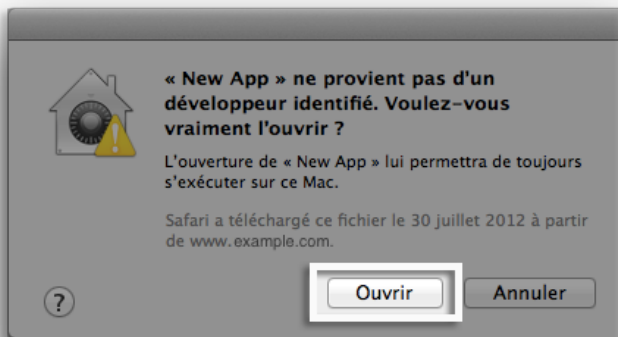 « New App » ne provient pas d'un
développeur identifié. Voulez-vous
vraiment l'ouvrir ?
L'ouverture de « New App » lui permettra de toujours
s'exécuter sur ce Mac.
Safari a téléchargé ce fichier le 30 juillet 2012 à partir
de www.example.com.
? Ouvrir Annuler